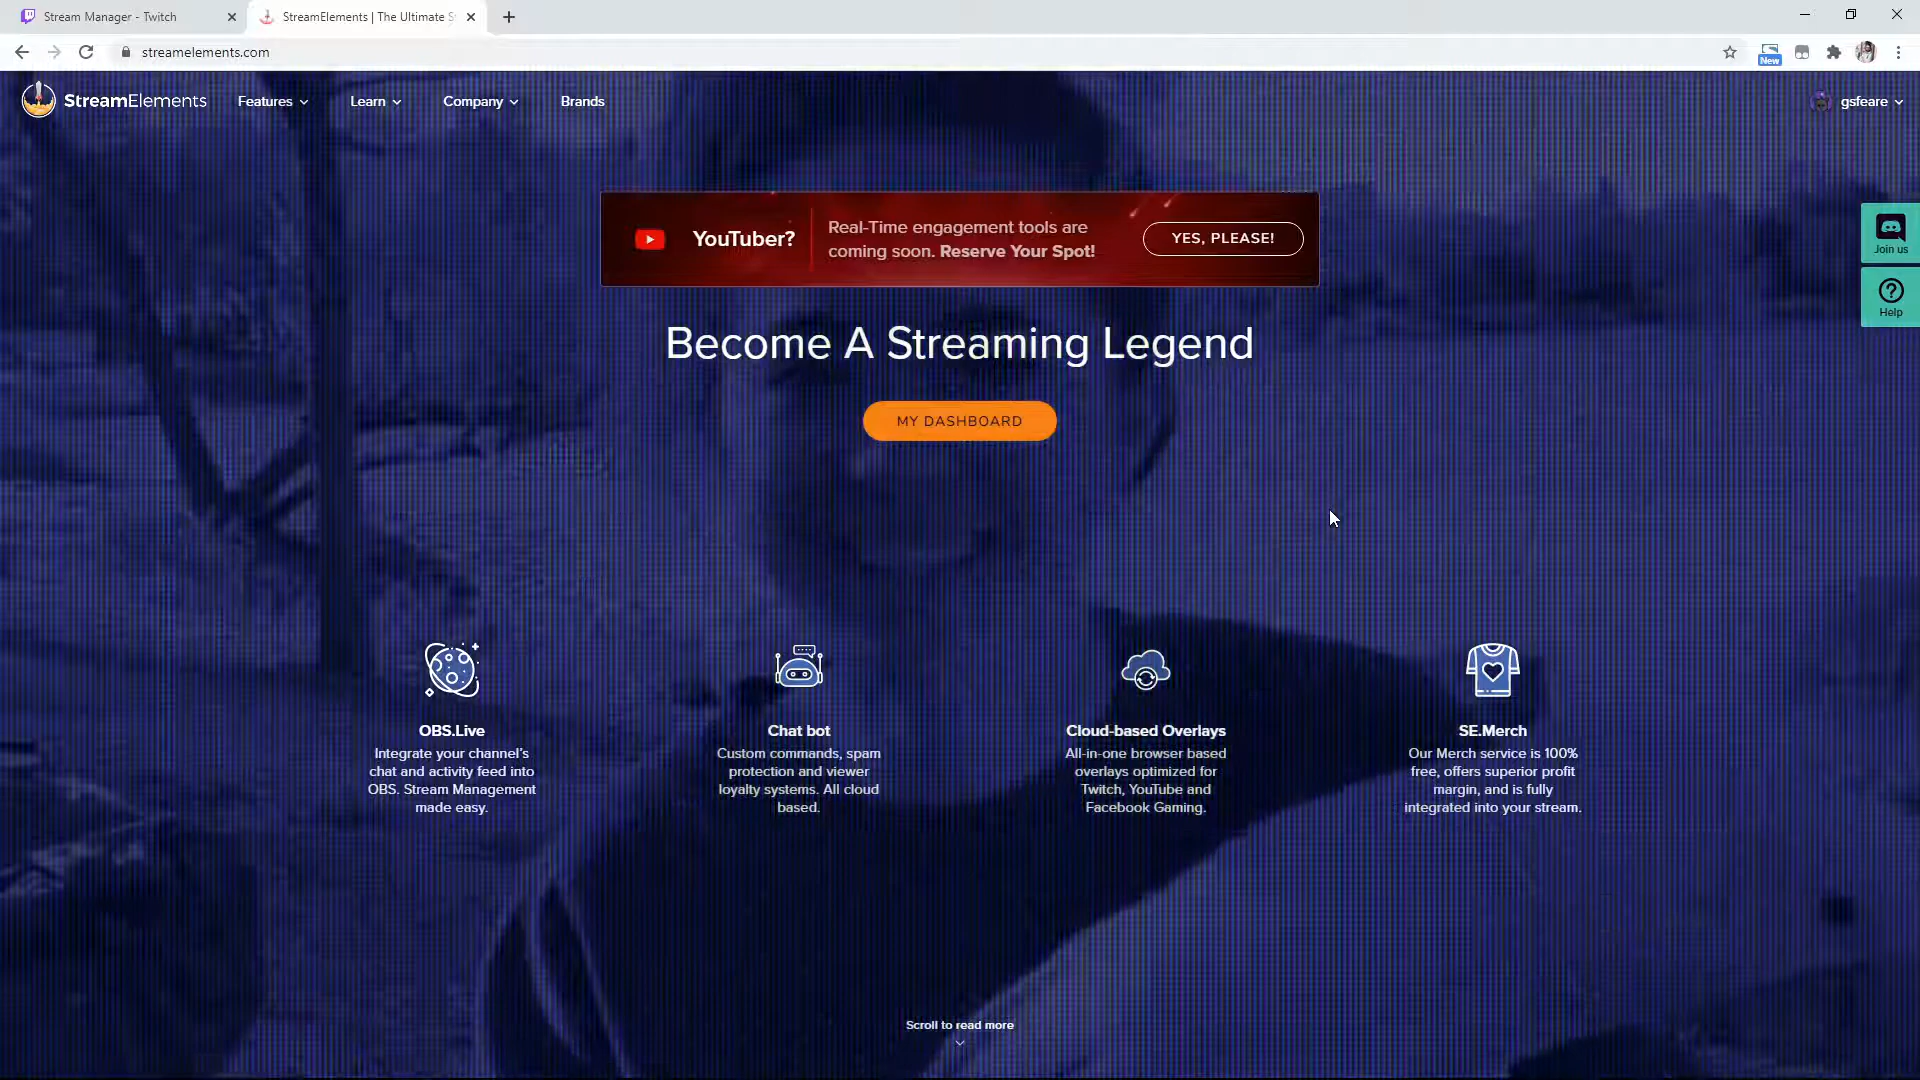 Stream Manager - Twitch
StreamElements | The Ultimate S
streamelements.com
New
StreamElements
Features
Learn
Company
Brands
gsfeare
YouTuber?
Real-Time engagement tools are
coming soon. Reserve Your Spot!
YES, PLEASE!
Join us
Help
Become A Streaming Legend
MY DASHBOARD
OBS.Live
Integrate your channel's
chat and activity feed into
OBS. Stream Management
made easy.
Chat bot
Custom commands, spam
protection and viewer
loyalty systems. All cloud
based.
Cloud-based Overlays
All-in-one browser based
overlays optimized for
Twitch, YouTube and
Facebook Gaming.
SE.Merch
Our Merch service is 100%
free, offers superior profit
margin, and is fully
integrated into your stream.
Scroll to read more